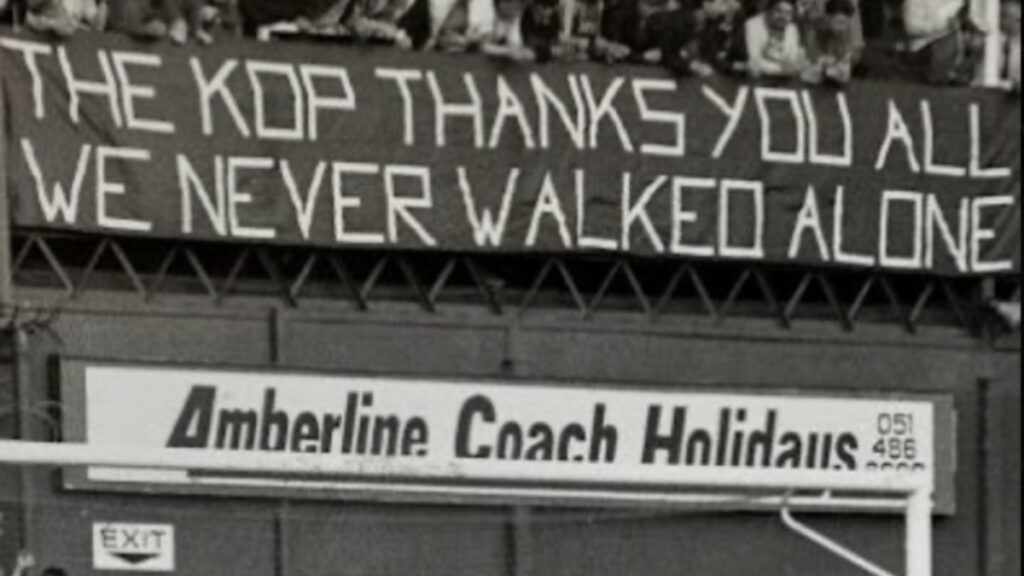 THE KOP THANKS YOU ALL
WE NEVER WALKED ALONE
Amberline Coach Holidays
051
486
EXIT